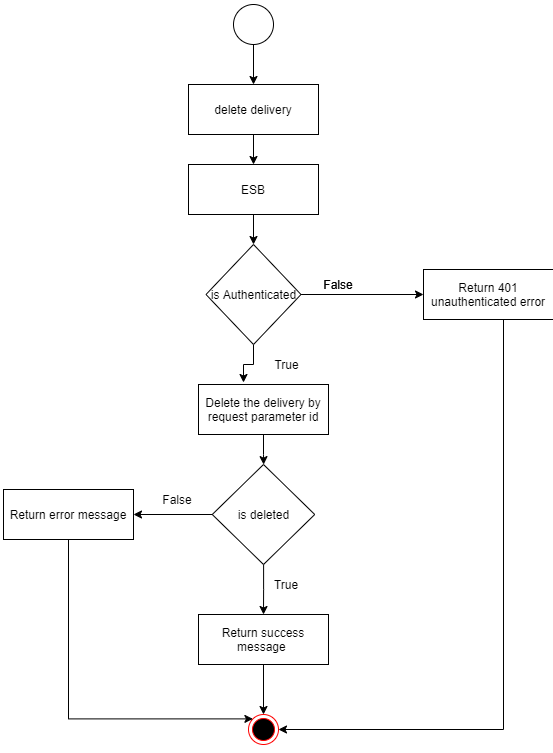 delete delivery
ESB
is Authenticated
False
Return 401
unauthenticated error
True
Delete the delivery by
request parameter id
is deleted
False
Return error message
True
Return success
message